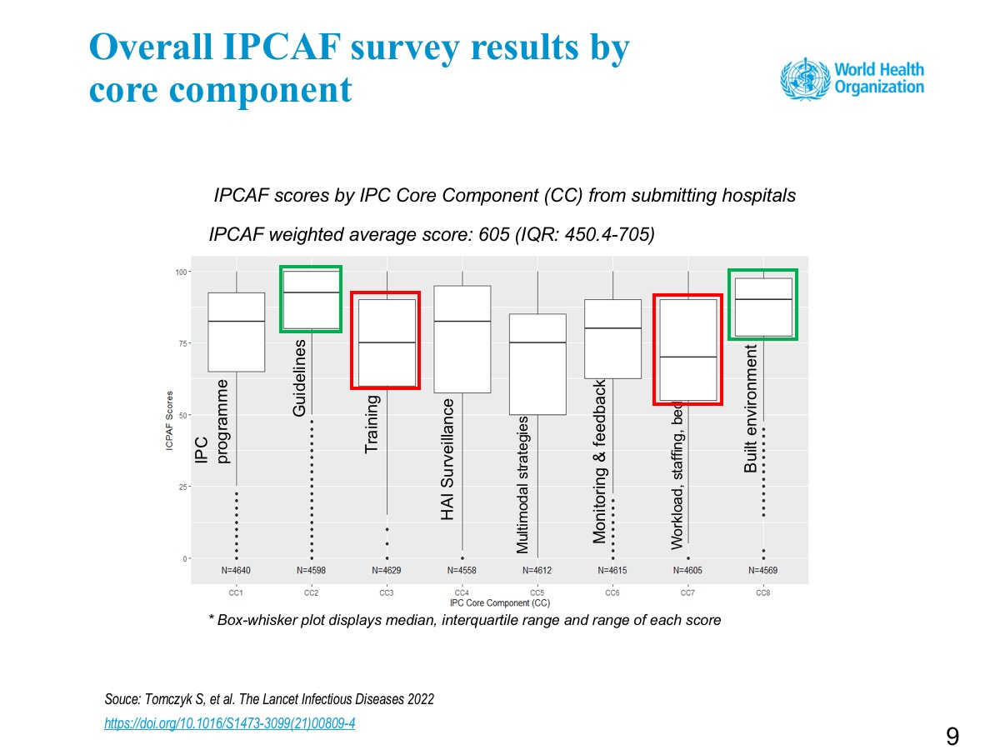 Overall IPCAF survey results by
core component
World Health
Organization
IPCAF scores by IPC Core Component (CC) from submitting hospitals
IPCAF weighted average score: 605 (IQR: 450.4-705)
ICPAF Scores
100
75
50
25
0
IPC
programme
Guidelines
Training
HAI Surveillance
Multimodal strategies
Monitoring & feedback
Workload, staffing, bed
Built environment
N=4640 N=4598 N=4629 N=4558 N=4612 N=4615 N=4605 N=4569
CC1 CC2 CC3 CC4 CC5 CC6 CC7 CC8
IPC Core Component (CC)
* Box-whisker plot displays median, interquartile range and range of each score
Souce: Tomczyk S, et al. The Lancet Infectious Diseases 2022
https://doi.org/10.1016/S1473-3099(21)00809-4
9